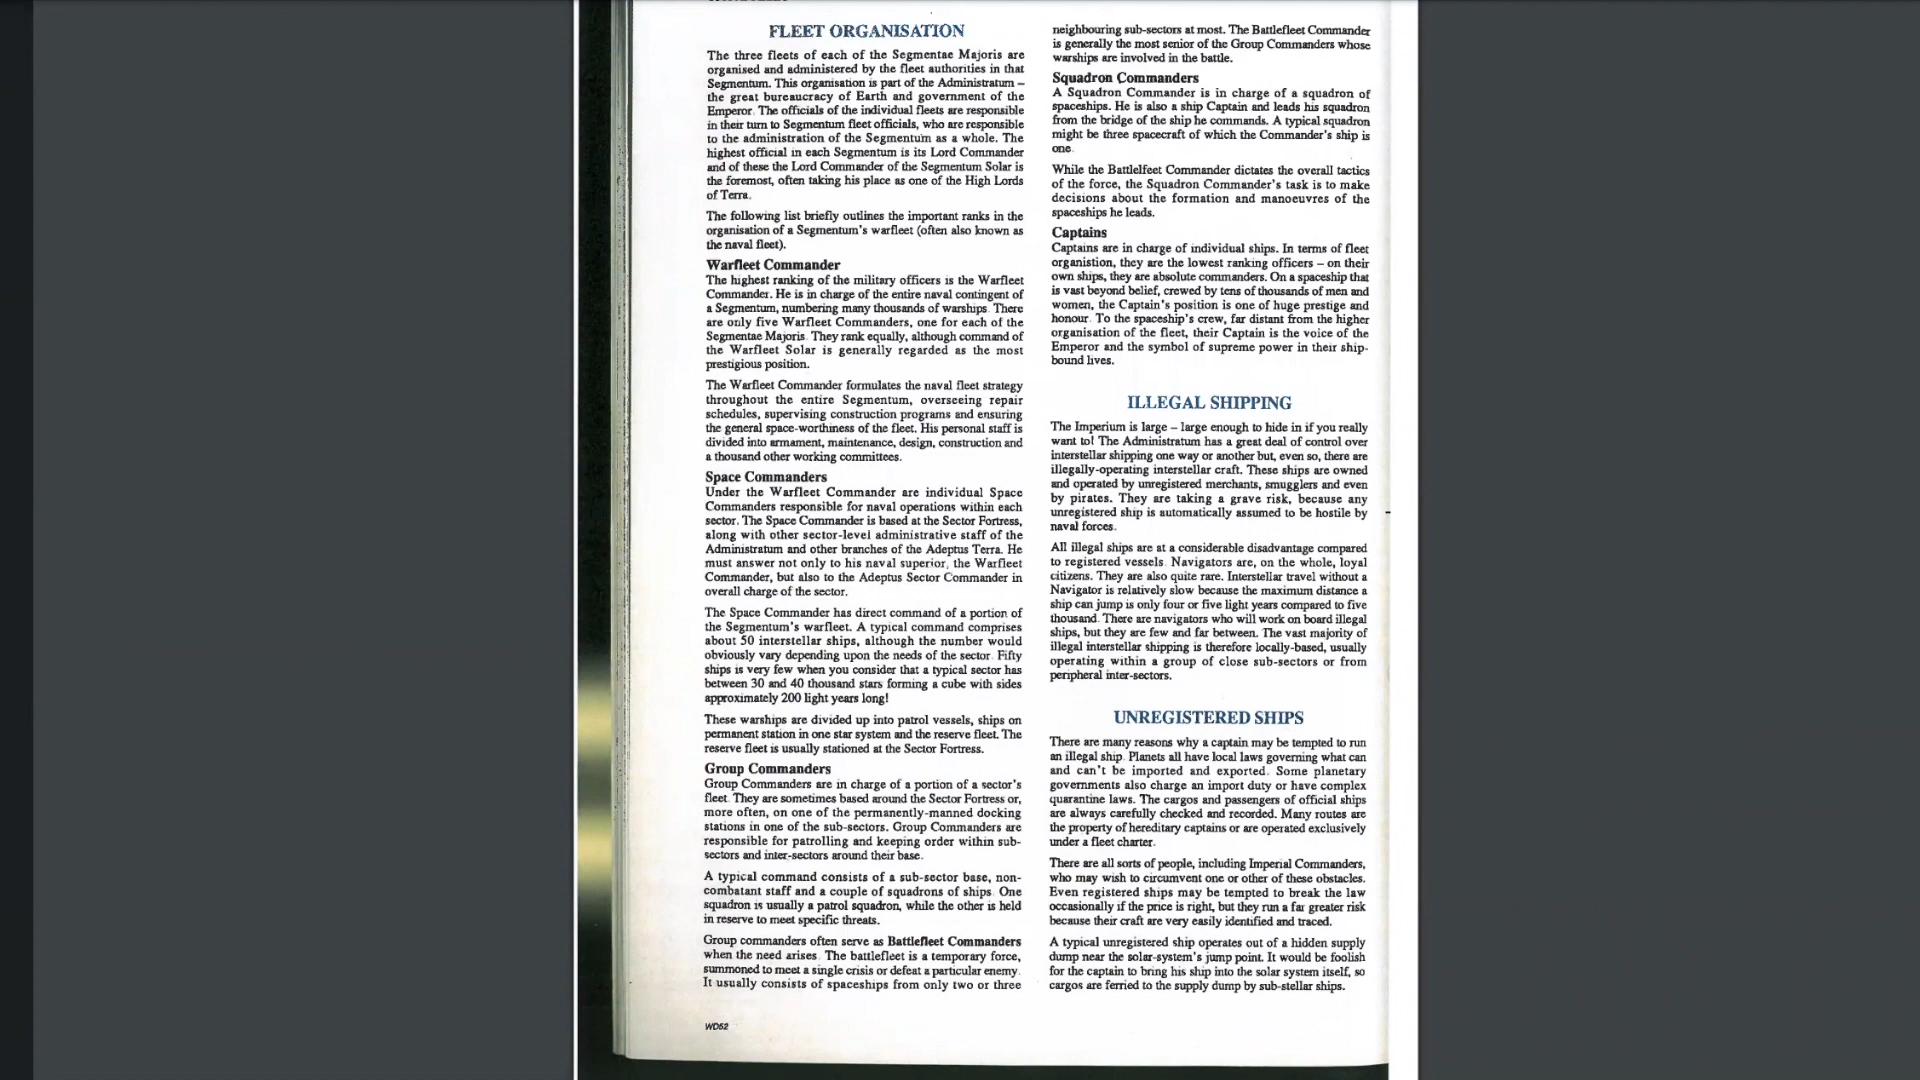 FLEET ORGANISATION
The three fleets of each of the Segmentae Majoris are
organised and administered by the fleet authorities in that
Segmentum. This organisation is part of the Administratum –
the great bureaucracy of Earth and government of the
Emperor. The officials of the individual fleets are responsible
in their turn to Segmentum fleet officials, who are responsible
to the administration of the Segmentum as a whole. The
highest official in each Segmentum is its Lord Commander
and of these the Lord Commander of the Segmentum Solar is
the foremost, often taking his place as one of the High Lords
of Terra.
The following list briefly outlines the important ranks in the
organisation of a Segmentum's warfleet (often also known as
the naval fleet).
Warfleet Commander
The highest ranking of the military officers is the Warfleet
Commander. He is in charge of the entire naval contingent of
a Segmentum, numbering many thousands of warships. There
are only five Warfleet Commanders, one for each of the
Segmentae Majoris. They rank equally, although command of
the Warfleet Solar is generally regarded as the most
prestigious position.
The Warfleet Commander formulates the naval fleet strategy
throughout the entire Segmentum, overseeing repair
schedules, supervising construction programs and ensuring
the general space-worthiness of the fleet. His personal staff is
divided into armament, maintenance, design, construction and
a thousand other working committees.
Space Commanders
Under the Warfleet Commander are individual Space
Commanders responsible for naval operations within each
sector. The Space Commander is based at the Sector Fortress,
along with other sector-level administrative staff of the
Administratum and other branches of the Adeptus Terra. He
must answer not only to his naval superior, the Warfleet
Commander, but also to the Adeptus Sector Commander in
overall charge of the sector.
The Space Commander has direct command of a portion of
the Segmentum's warfleet. A typical command comprises
about 50 interstellar ships, although the number would
obviously vary depending upon the needs of the sector. Fifty
ships is very few when you consider that a typical sector has
between 30 and 40 thousand stars forming a cube with sides
approximately 200 light years long!
These warships are divided up into patrol vessels, ships on
permanent station in one star system and the reserve fleet. The
reserve fleet is usually stationed at the Sector Fortress.
Group Commanders
Group Commanders are in charge of a portion of a sector's
fleet. They are sometimes based around the Sector Fortress or,
more often, on one of the permanently-manned docking
stations in one of the sub-sectors. Group Commanders are
responsible for patrolling and keeping order within sub-
sectors and inter-sectors around their base.
A typical command consists of a sub-sector base, non-
combatant staff and a couple of squadrons of ships. One
squadron is usually a patrol squadron, while the other is held
in reserve to meet specific threats.
Group commanders often serve as Battlefleet Commanders
when the need arises. The battlefleet is a temporary force,
summoned to meet a single crisis or defeat a particular enemy.
It usually consists of spaceships from only two or three
WD52
neighbouring sub-sectors at most. The Battlefleet Commander
is generally the most senior of the Group Commanders whose
warships are involved in the battle.
Squadron Commanders
A Squadron Commander is in charge of a squadron of
spaceships. He is also a ship Captain and leads his squadron
from the bridge of the ship he commands. A typical squadron
might be three spacecraft of which the Commander's ship is
one.
While the Battlelfeet Commander dictates the overall tactics
of the force, the Squadron Commander's task is to make
decisions about the formation and manoeuvres of the
spaceships he leads.
Captains
Captains are in charge of individual ships. In terms of fleet
organistion, they are the lowest ranking officers – on their
own ships, they are absolute commanders. On a spaceship that
is vast beyond belief, crewed by tens of thousands of men and
women, the Captain's position is one of huge prestige and
honour. To the spaceship's crew, far distant from the higher
organisation of the fleet, their Captain is the voice of the
Emperor and the symbol of supreme power in their ship-
bound lives.
ILLEGAL SHIPPING
The Imperium is large – large enough to hide in if you really
want to! The Administratum has a great deal of control over
interstellar shipping one way or another but, even so, there are
illegally-operating interstellar craft. These ships are owned
and operated by unregistered merchants, smugglers and even
by pirates. They are taking a grave risk, because any
unregistered ship is automatically assumed to be hostile by
naval forces.
All illegal ships are at a considerable disadvantage compared
to registered vessels. Navigators are, on the whole, loyal
citizens. They are also quite rare. Interstellar travel without a
Navigator is relatively slow because the maximum distance a
ship can jump is only four or five light years compared to five
thousand. There are navigators who will work on board illegal
ships, but they are few and far between. The vast majority of
illegal interstellar shipping is therefore locally-based, usually
operating within a group of close sub-sectors or from
peripheral inter-sectors.
UNREGISTERED SHIPS
There are many reasons why a captain may be tempted to run
an illegal ship. Planets all have local laws governing what can
and can't be imported and exported. Some planetary
governments also charge an import duty or have complex
quarantine laws. The cargos and passengers of official ships
are always carefully checked and recorded. Many routes are
the property of hereditary captains or are operated exclusively
under a fleet charter.
There are all sorts of people, including Imperial Commanders,
who may wish to circumvent one or other of these obstacles.
Even registered ships may be tempted to break the law
occasionally if the price is right, but they run a far greater risk
because their craft are very easily identified and traced.
A typical unregistered ship operates out of a hidden supply
dump near the solar-system's jump point. It would be foolish
for the captain to bring his ship into the solar system itself, so
cargos are ferried to the supply dump by sub-stellar ships.